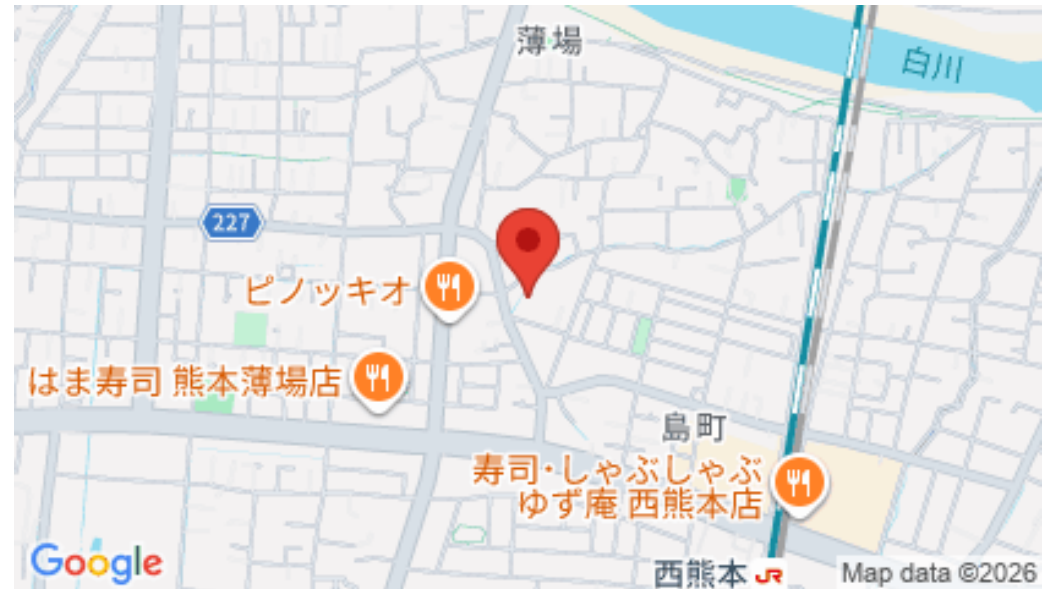 薄場
白川
227
ピノッキオ
はま寿司 熊本薄場店
島町
寿司・しゃぶしゃぶ
ゆず庵 西熊本店
西熊本 JR
Google
Map data ©2026